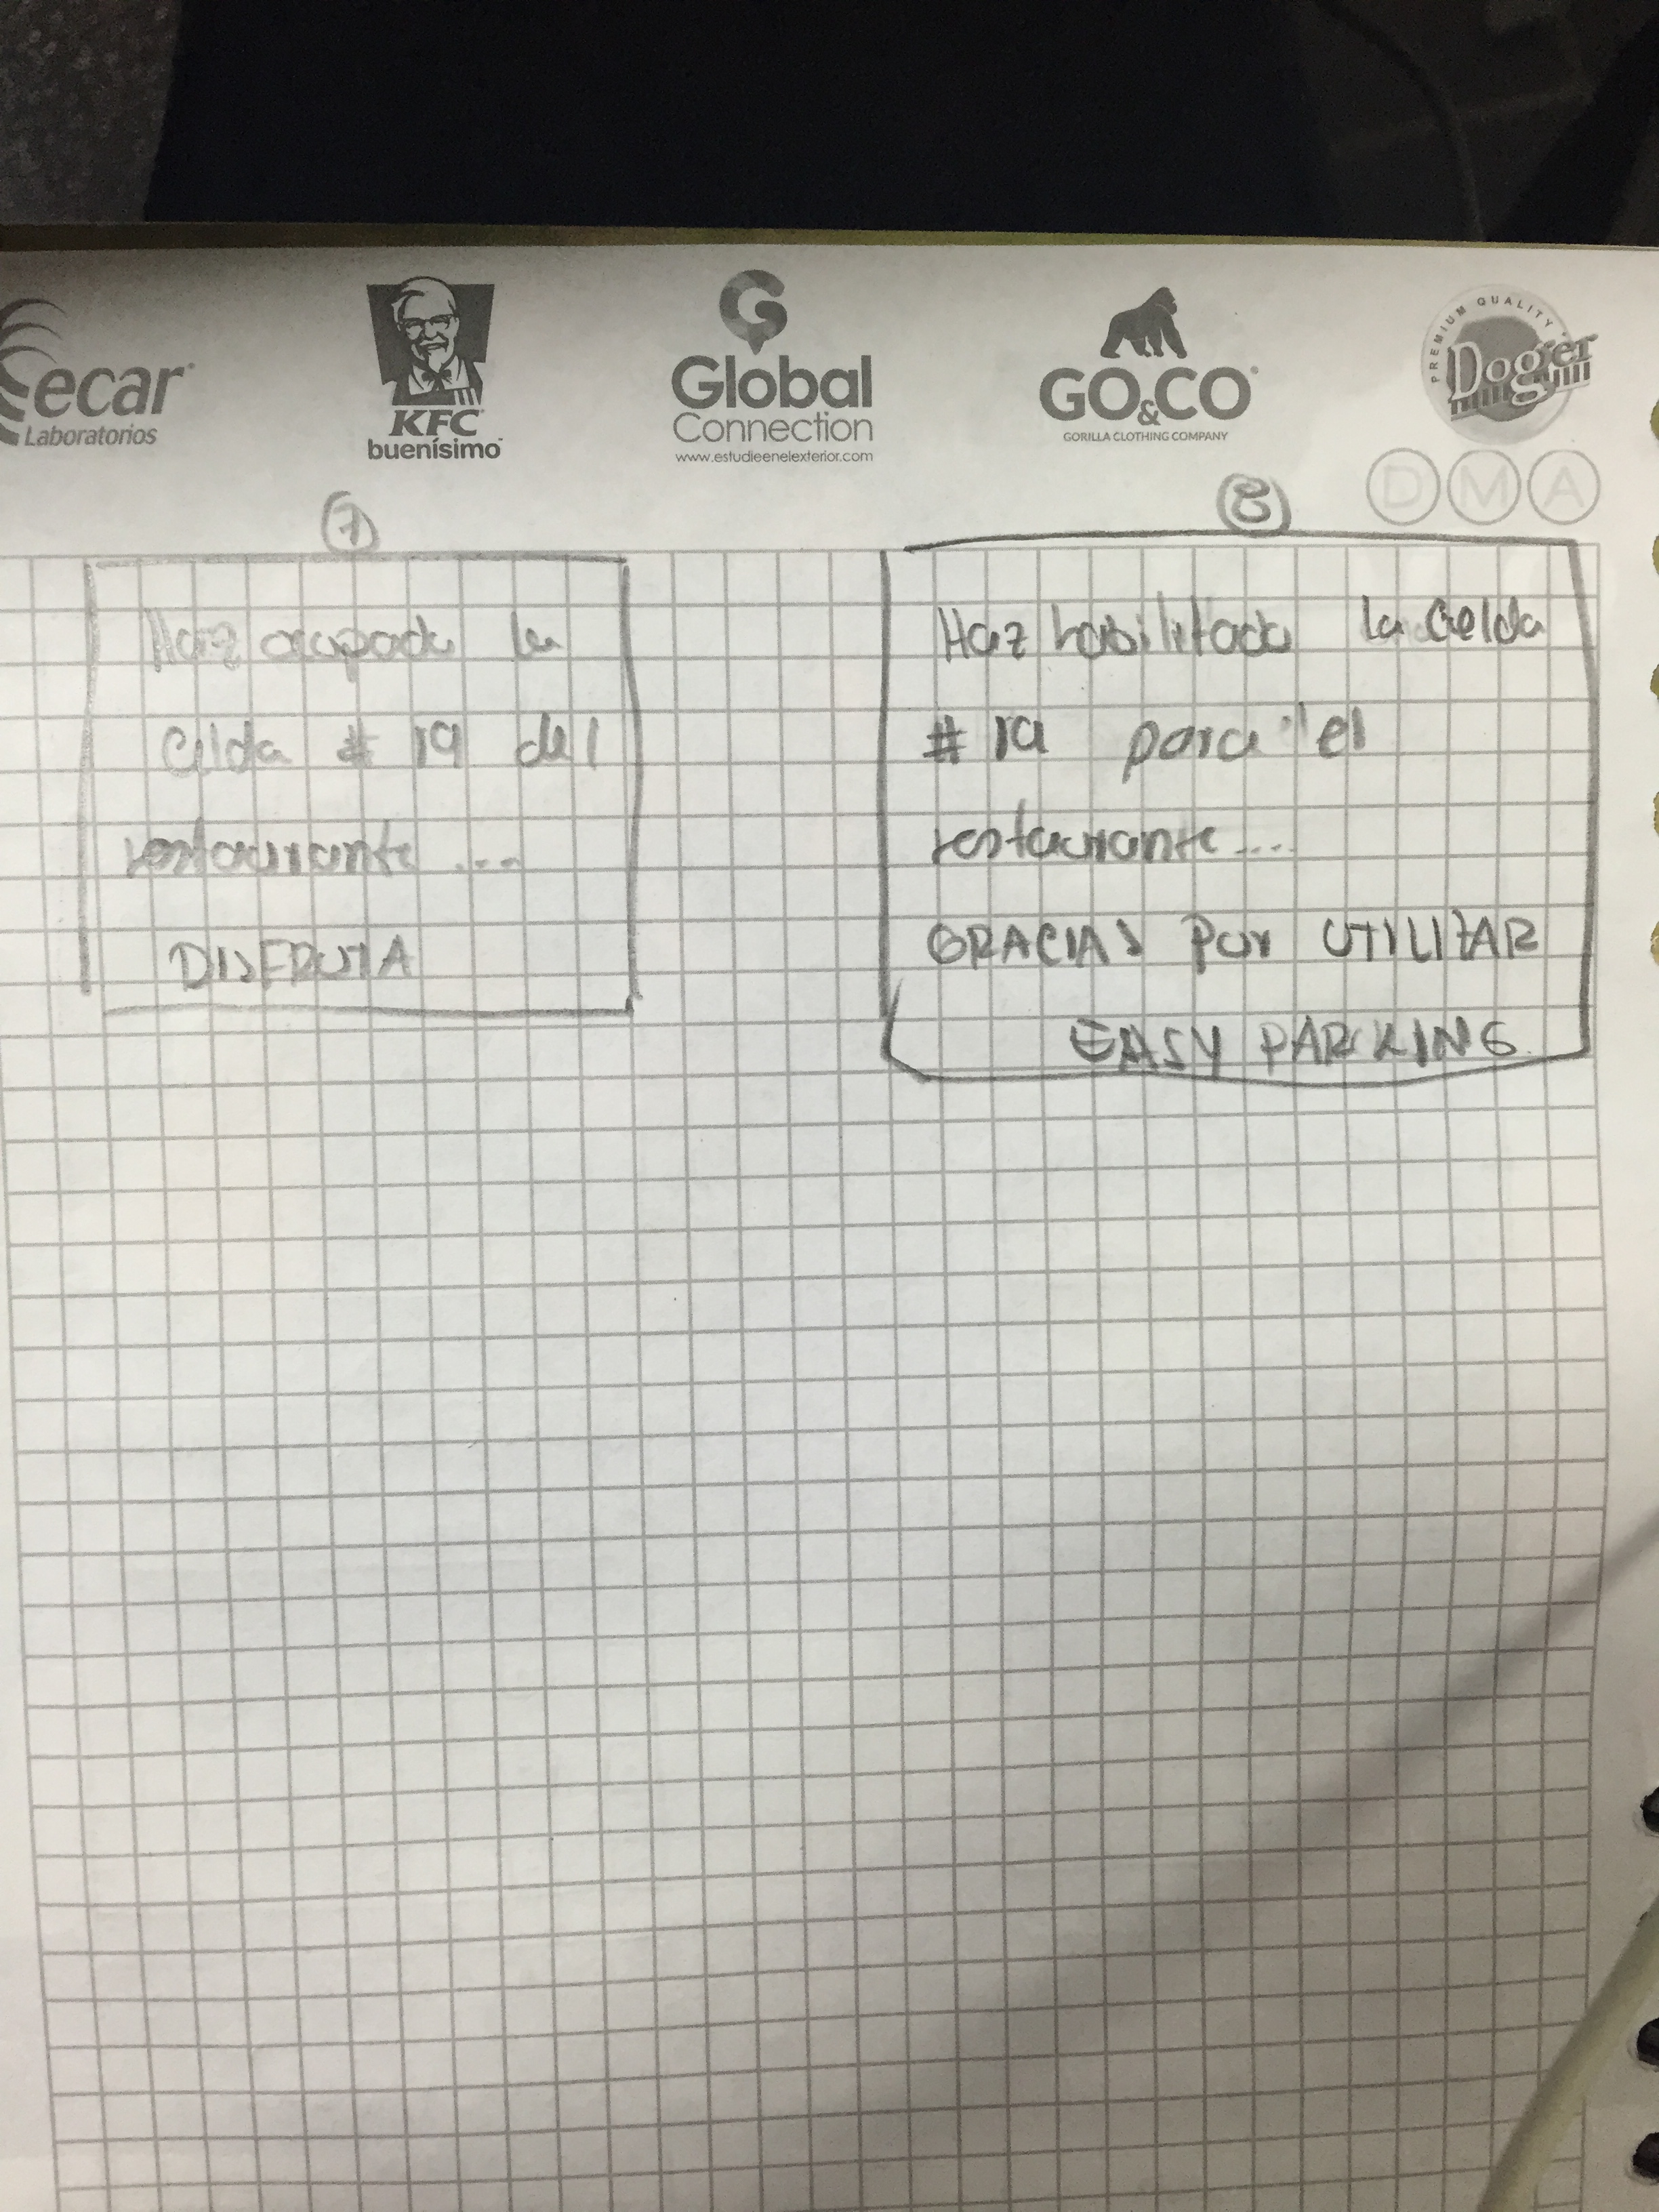 ecar
Laboratorios
KFC
buenísimo
G
Global
Connection
www.estudieenelexterior.com
GO&CO
GORILLA CLOTHING COMPANY
PREMIUM QUALITY
Dogger
D M A
7
Haz ocupado la
Celda # 19 del
restaurante ...
DISFRUTA
8
Haz habilitado la Celda
# 19 para el
restaurante ....
GRACIAS Por UTILIZAR
EASY PARKING